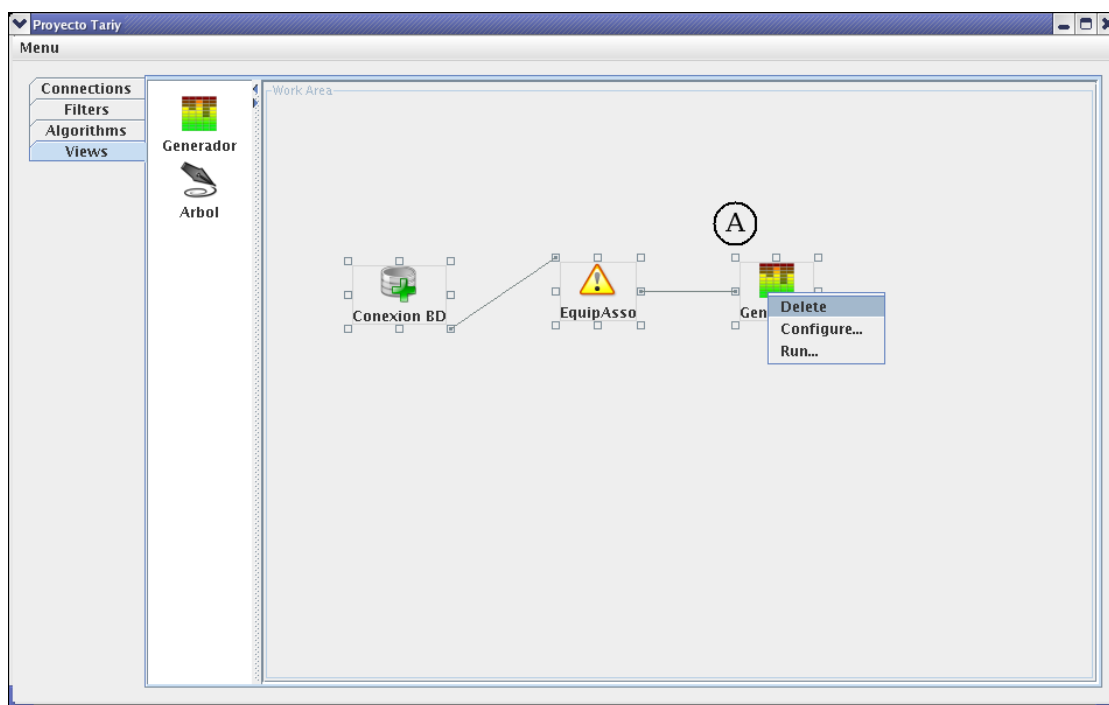 Proyecto Tariy
Menu
Connections
Filters
Algorithms
Views
Generador
Arbol
Work Area
A
Conexion BD
EquipAsso
Gen
Delete
Configure...
Run...